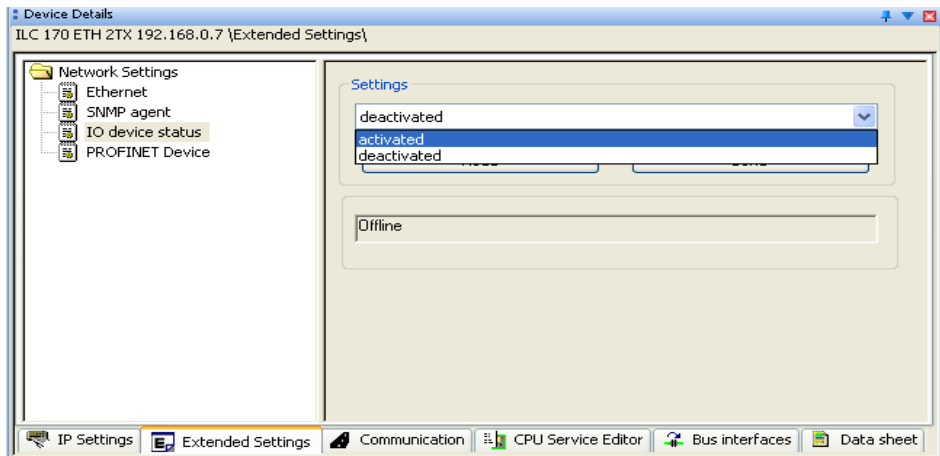 Device Details
ILC 170 ETH 2TX 192.168.0.7 \Extended Settings\
Network Settings
Ethernet
SNMP agent
IO device status
PROFINET Device
Settings
deactivated
activated
deactivated
Offline
IP Settings Extended Settings Communication CPU Service Editor Bus interfaces Data sheet